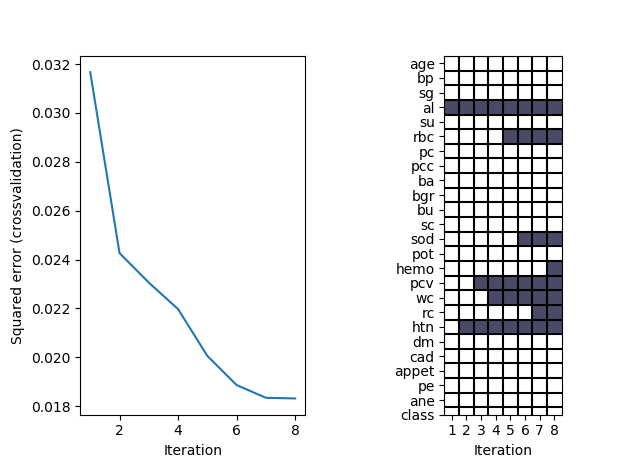 Squared error (crossvalidation)
0.032
0.030
0.028
0.026
0.024
0.022
0.020
0.018
2 4 6 8
Iteration
age
bp
sg
al
su
rbc
pc
pcc
ba
bgr
bu
sc
sod
pot
hemo
pcv
wc
rc
htn
dm
cad
appet
pe
ane
class
1 2 3 4 5 6 7 8
Iteration